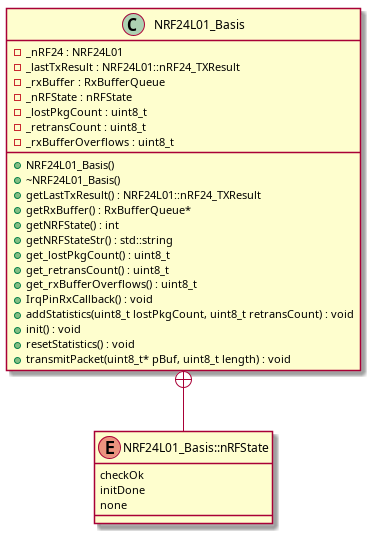 C NRF24L01_Basis
_nRF24 : NRF24L01
_lastTxResult : NRF24L01::nRF24_TXResult
_rxBuffer : RxBufferQueue
_nRFState : nRFState
_lostPkgCount : uint8_t
_retransCount : uint8_t
_rxBufferOverflows : uint8_t
NRF24L01_Basis()
~NRF24L01_Basis()
getLastTxResult() : NRF24L01::nRF24_TXResult
getRxBuffer() : RxBufferQueue*
getNRFState() : int
getNRFStateStr() : std::string
get_lostPkgCount() : uint8_t
get_retransCount() : uint8_t
get_rxBufferOverflows() : uint8_t
IrqPinRxCallback() : void
addStatistics(uint8_t lostPkgCount, uint8_t retransCount) : void
init() : void
resetStatistics() : void
transmitPacket(uint8_t* pBuf, uint8_t length) : void
E NRF24L01_Basis::nRFState
checkOk
initDone
none